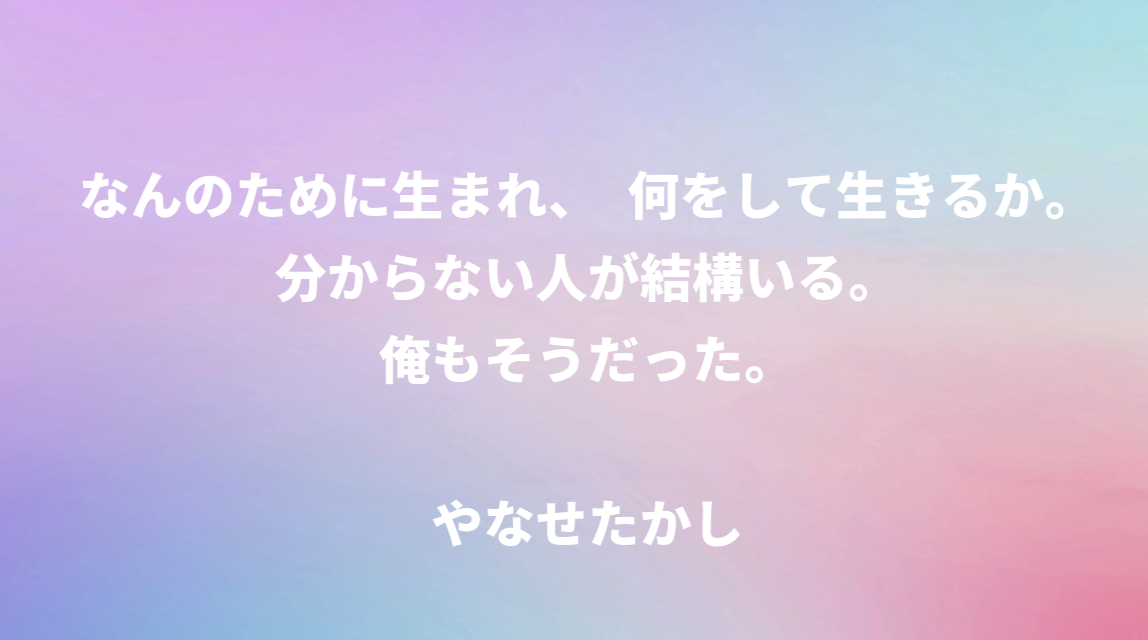 なんのために生まれ、 何をして生きるか。
分からない人が結構いる。
俺もそうだった。
やなせたかし